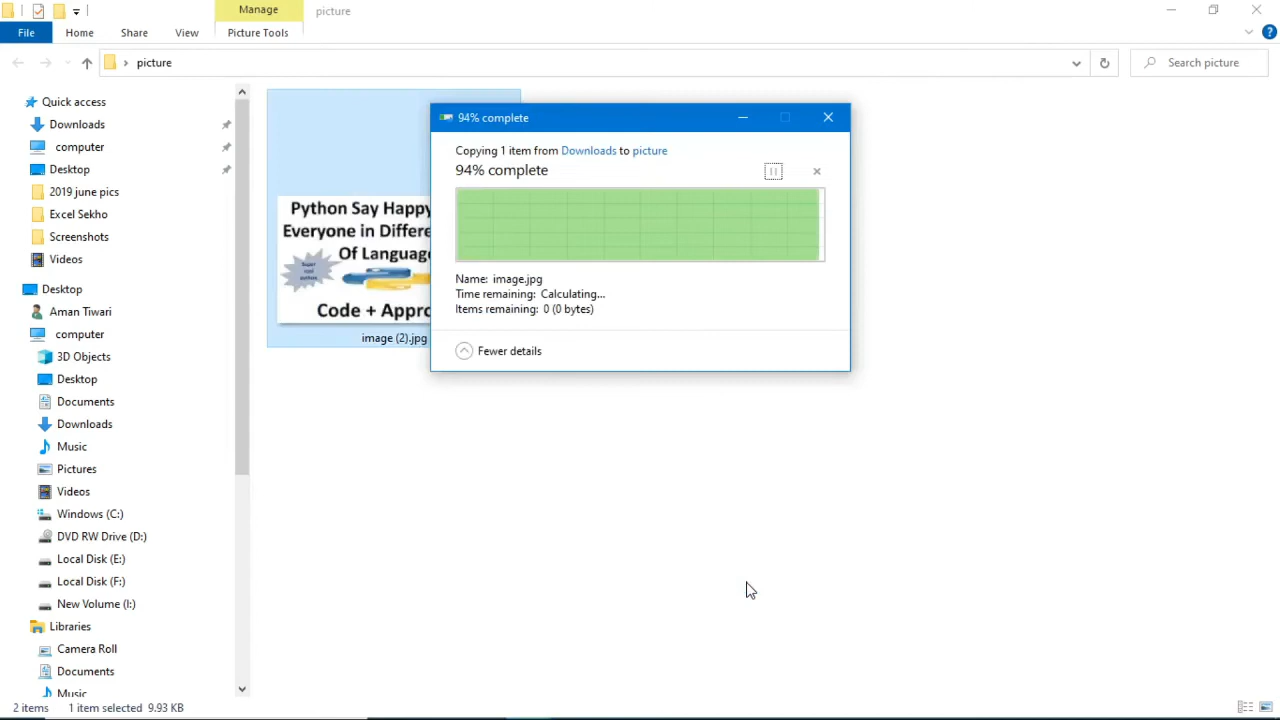 Manage
picture
File
Home
Share
View
Picture Tools
picture
Search picture
Quick access
Downloads
computer
Desktop
2019 june pics
Excel Sekho
Screenshots
Videos
Desktop
Aman Tiwari
computer
3D Objects
Desktop
Documents
Downloads
Music
Pictures
Videos
Windows (C:)
DVD RW Drive (D:)
Local Disk (E:)
Local Disk (F:)
New Volume (I:)
Libraries
Camera Roll
Documents
Music
Python Say Happy
Everyone in Differe
Of Languag
Code + Appro
image (2).jpg
94% complete
Copying 1 item from Downloads to picture
94% complete
Name: image.jpg
Time remaining: Calculating...
Items remaining: 0 (0 bytes)
Fewer details
2 items
1 item selected 9.93 KB